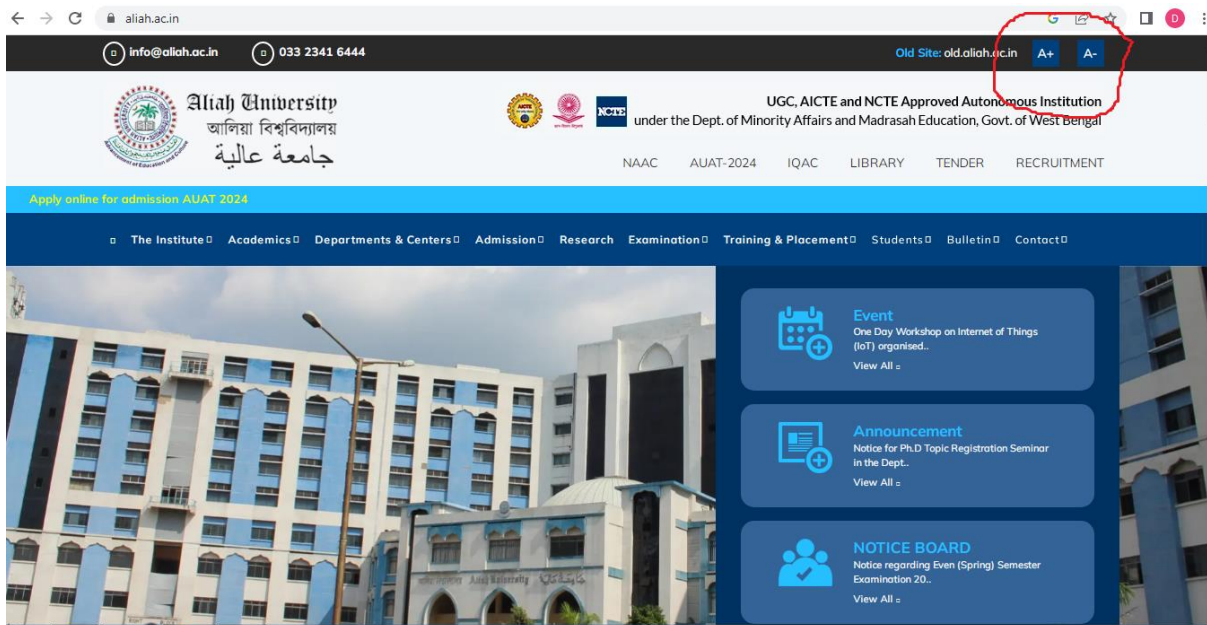 aliah.ac.in
info@aliah.ac.in 033 2341 6444 Old Site: old.aliah.ac.in A+ A-
Aliah University
আলিয়া বিশ্ববিদ্যালয়
جامعة عالية
NCTE
UGC, AICTE and NCTE Approved Autonomous Institution
under the Dept. of Minority Affairs and Madrasah Education, Govt. of West Bengal
NAAC AUAT-2024 IQAC LIBRARY TENDER RECRUITMENT
Apply online for admission AUAT 2024
The Institute Academics Departments & Centers Admission Research Examination Training & Placement Students Bulletin Contact
Event
One Day Workshop on Internet of Things
(IoT) organised..
View All
Announcement
Notice for Ph.D Topic Registration Seminar
in the Dept..
View All
NOTICE BOARD
Notice regarding Even (Spring) Semester
Examination 20..
View All
Aliah University